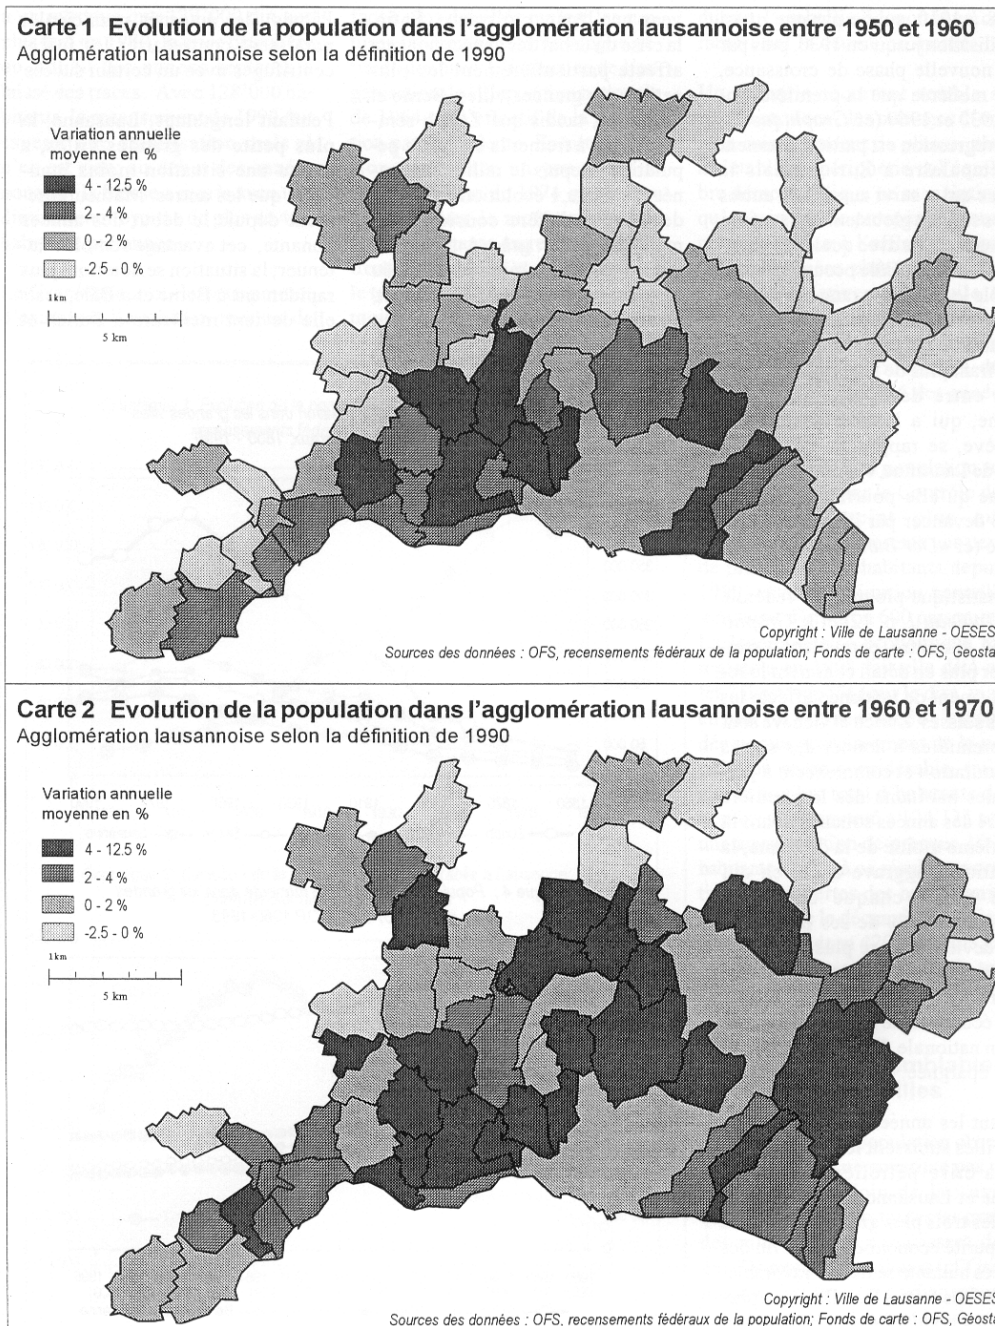 Carte 1 Evolution de la population dans l'agglomération lausannoise entre 1950 et 1960
Agglomération lausannoise selon la définition de 1990
Variation annuelle
moyenne en %
4 - 12.5 %
2 - 4%
0 - 2%
-2.5 - 0 %
1km
5 km
Copyright : Ville de Lausanne - OESES
Sources des données : OFS, recensements fédéraux de la population; Fonds de carte : OFS, Géosta
Carte 2 Evolution de la population dans l'agglomération lausannoise entre 1960 et 1970
Agglomération lausannoise selon la définition de 1990
Variation annuelle
moyenne en %
4 - 12.5 %
2 - 4%
0 - 2%
-2.5 - 0 %
1km
5 km
Copyright : Ville de Lausanne - OESES
Sources des données : OFS, recensements fédéraux de la population; Fonds de carte : OFS, Géosta